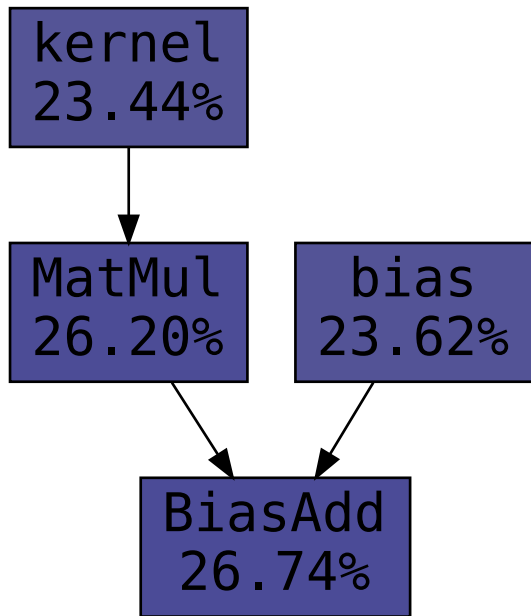 kernel
23.44%
MatMul
26.20%
bias
23.62%
BiasAdd
26.74%